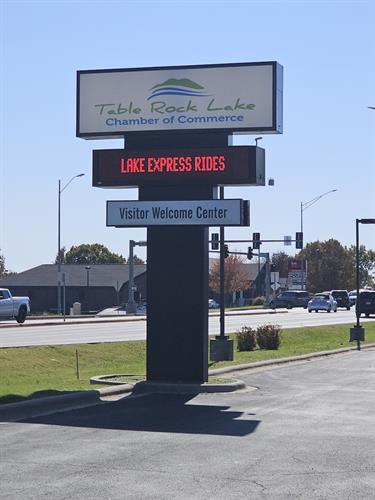 Table Rock Lake
Chamber of Commerce
LAKE EXPRESS RIDES
Visitor Welcome Center